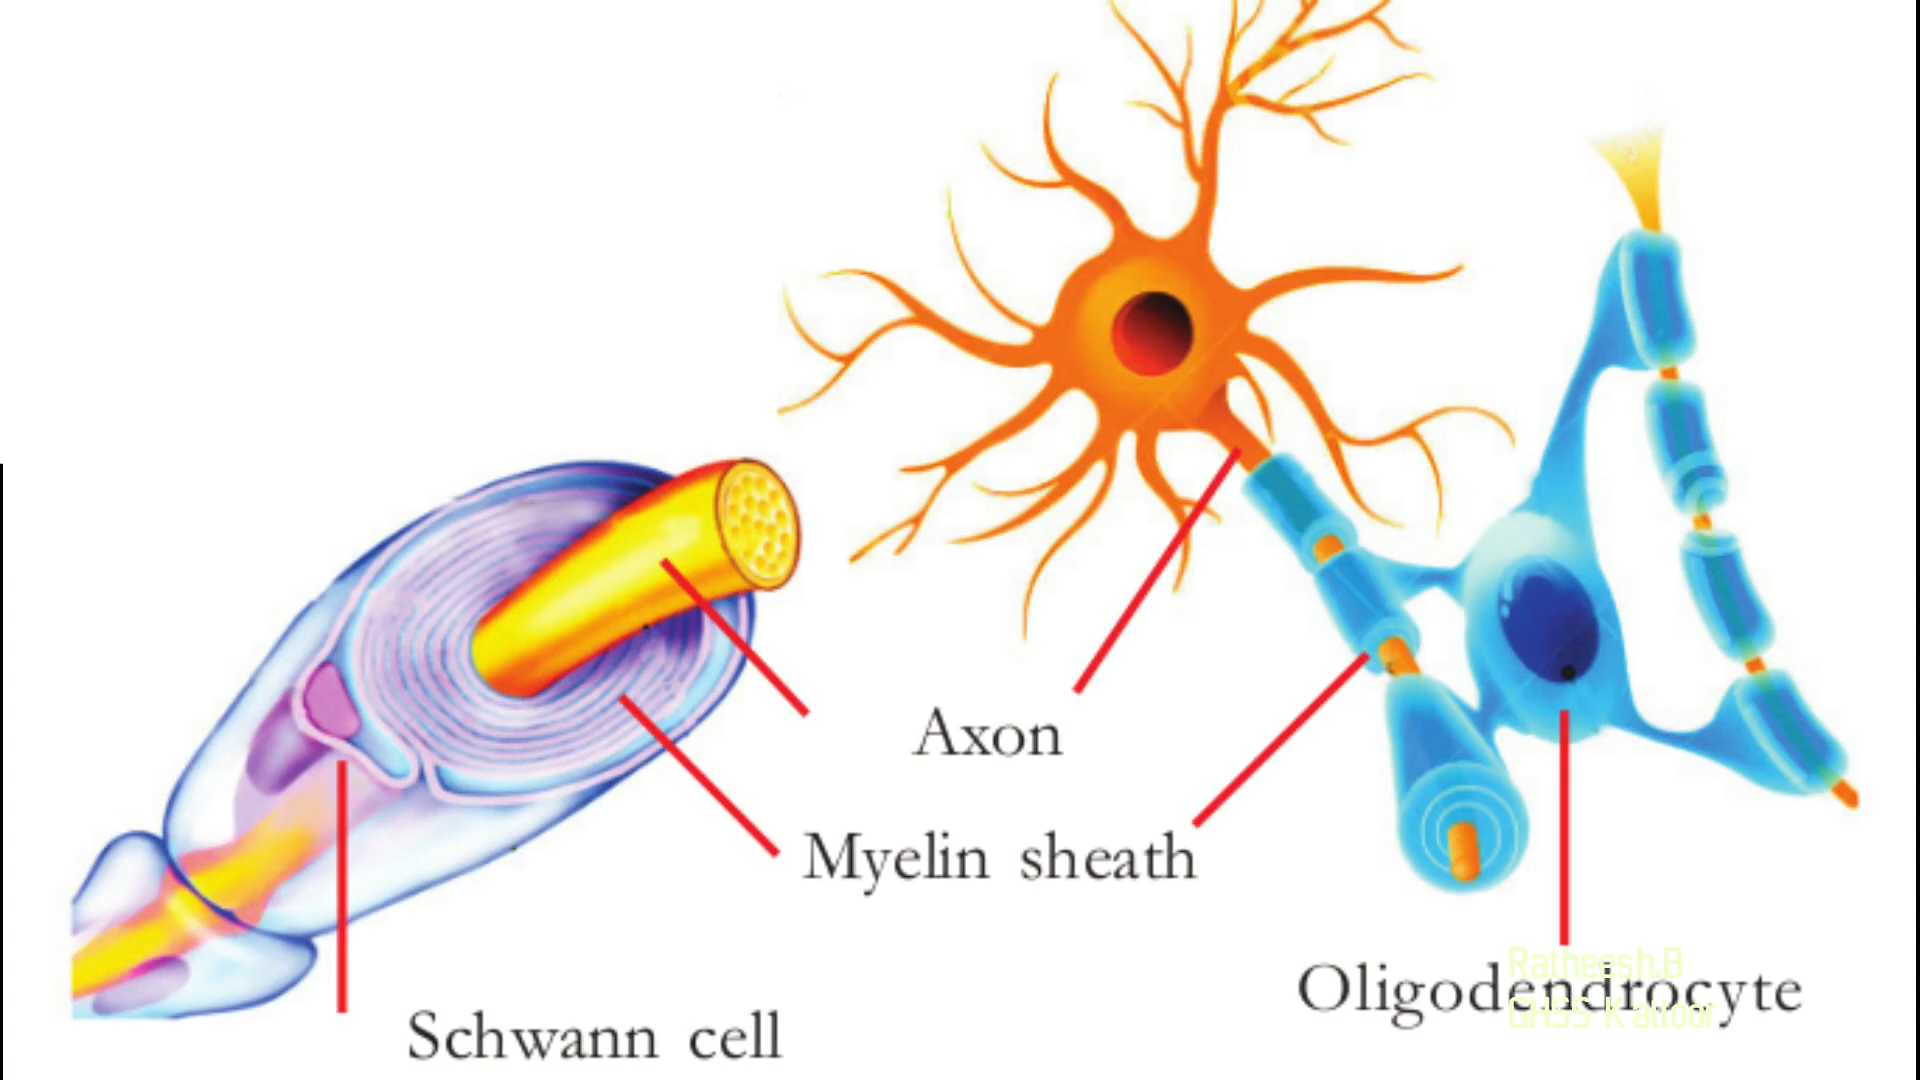 Axon
Myelin sheath
Ratheesh.B
Oligodendrocyte
GHSS Kattoor
Schwann cell